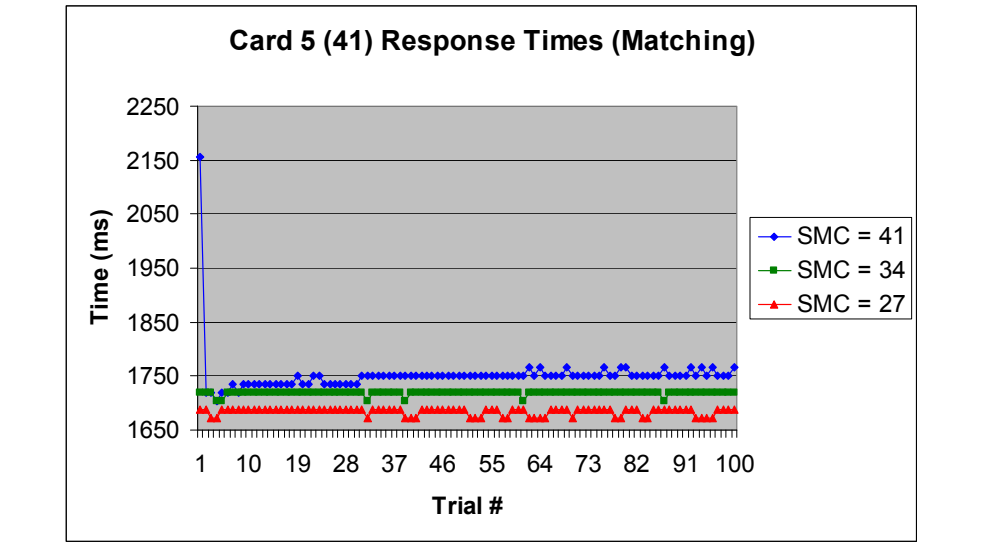 Card 5 (41) Response Times (Matching)
2250
2150
2050
1950
1850
1750
1650
Time (ms)
1 10 19 28 37 46 55 64 73 82 91 100
Trial #
SMC = 41
SMC = 34
SMC = 27